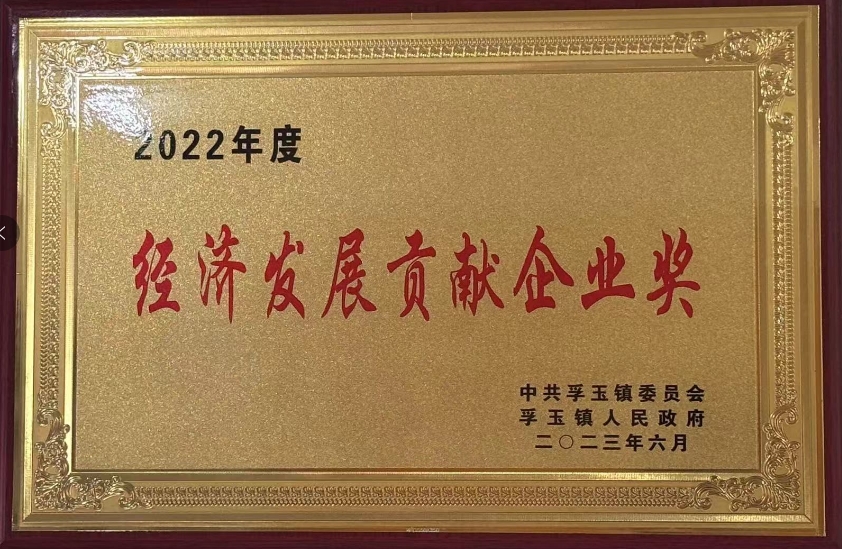 2022年度
经济发展贡献企业奖
中共孚玉镇委员会
孚玉镇人民政府
二〇二三年六月